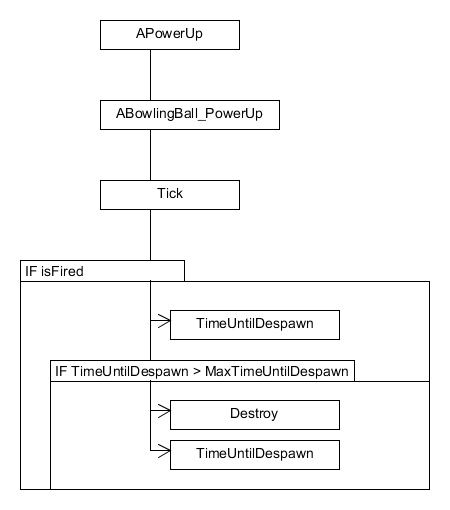 APowerUp
ABowlingBall_PowerUp
Tick
IF isFired
TimeUntilDespawn
IF TimeUntilDespawn > MaxTimeUntilDespawn
Destroy
TimeUntilDespawn